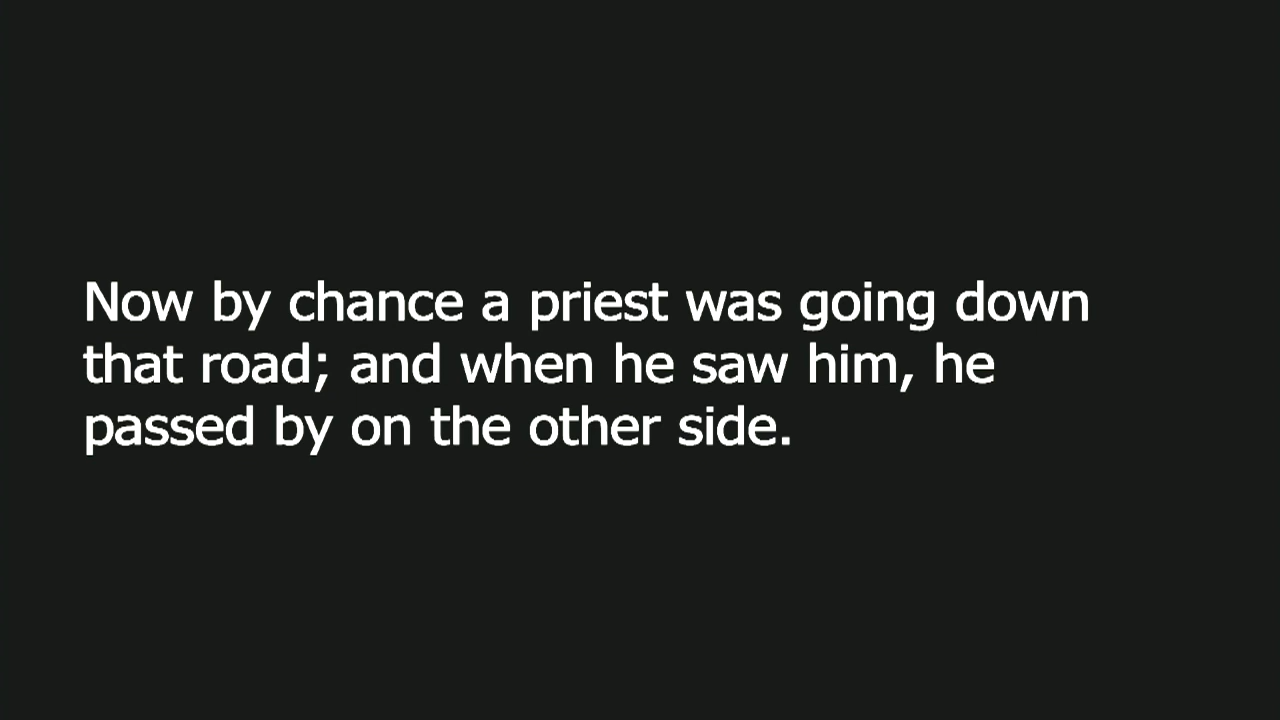 Now by chance a priest was going down
that road; and when he saw him, he
passed by on the other side.